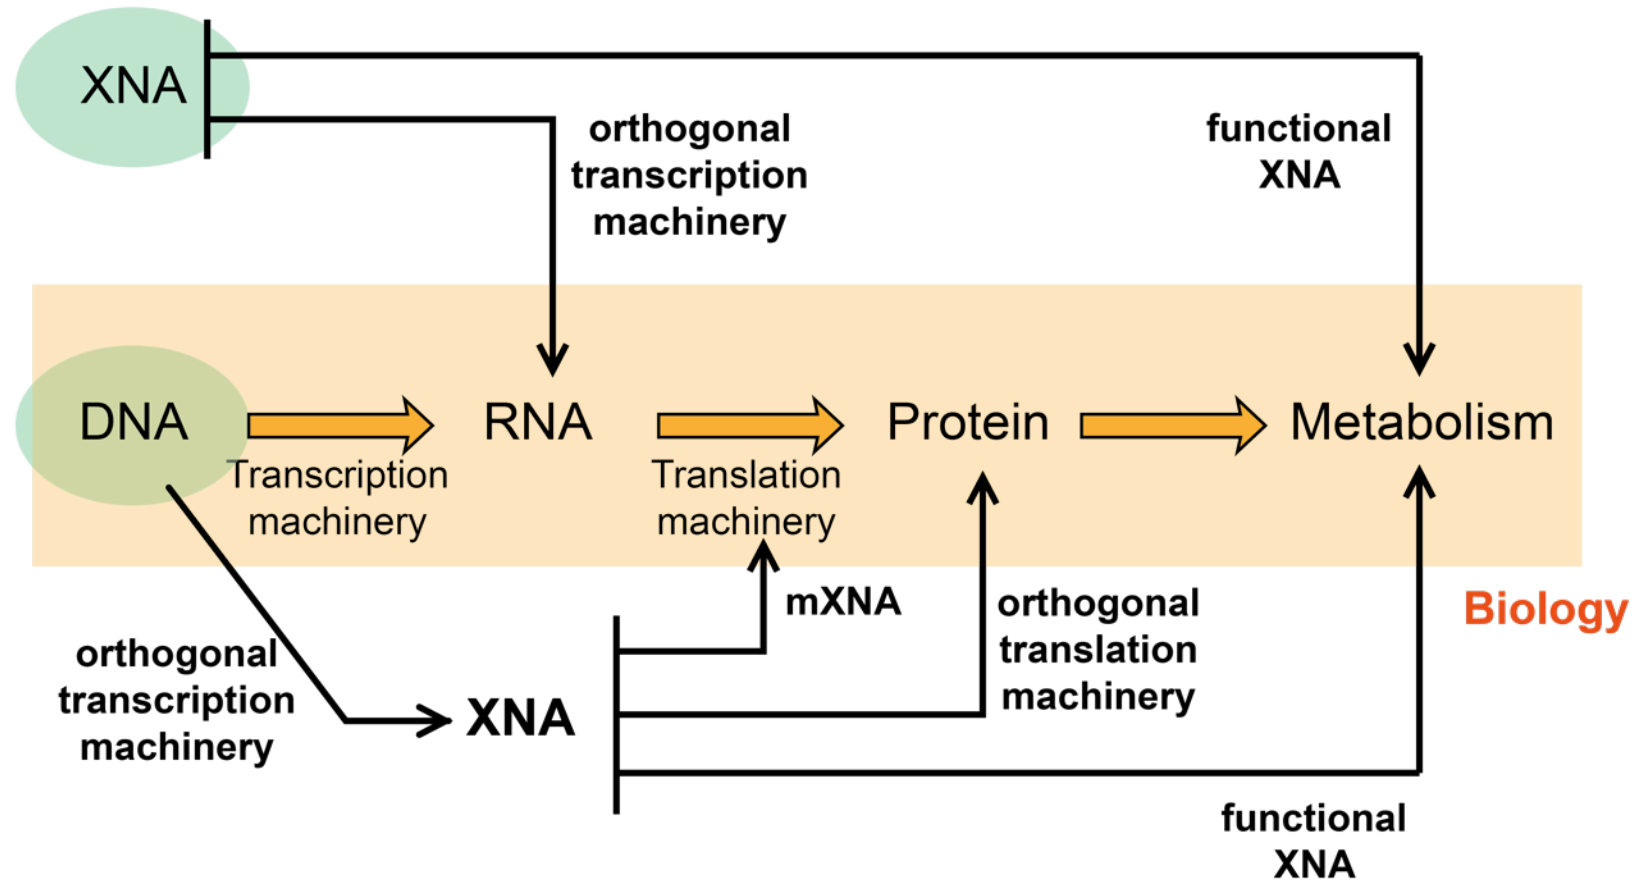 XNA
orthogonal
transcription
machinery
functional
XNA
DNA
RNA
Protein
Metabolism
Transcription
machinery
Translation
machinery
mXNA
orthogonal
translation
machinery
Biology
orthogonal
transcription
machinery
XNA
functional
XNA